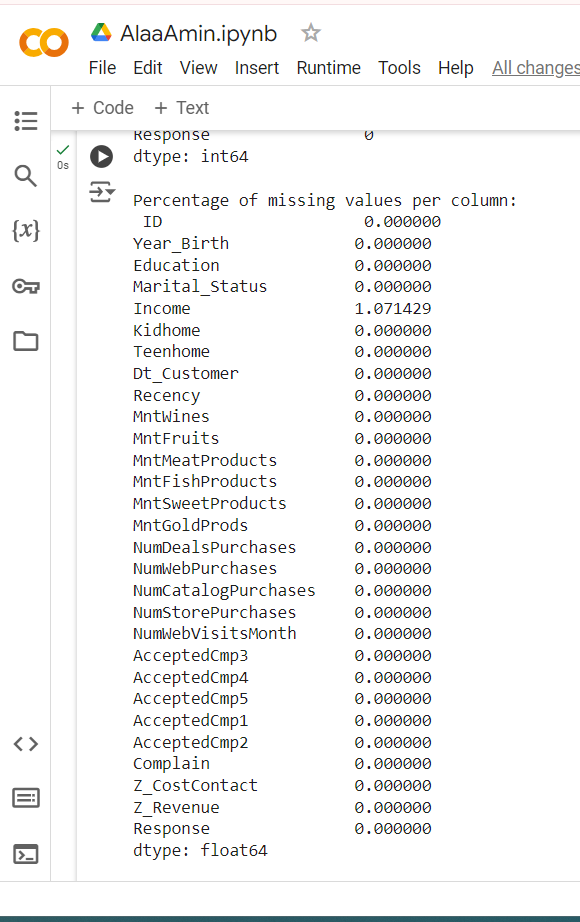 AlaaAmin.ipynb
File Edit View Insert Runtime Tools Help All changes
+ Code + Text
Response 0
0s
dtype: int64
Percentage of missing values per column:
ID 0.000000
Year_Birth 0.000000
Education 0.000000
Marital_Status 0.000000
Income 1.071429
Kidhome 0.000000
Teenhome 0.000000
Dt_Customer 0.000000
Recency 0.000000
MntWines 0.000000
MntFruits 0.000000
MntMeatProducts 0.000000
MntFishProducts 0.000000
MntSweetProducts 0.000000
MntGoldProds 0.000000
NumDealsPurchases 0.000000
NumWebPurchases 0.000000
NumCatalogPurchases 0.000000
NumStorePurchases 0.000000
NumWebVisitsMonth 0.000000
AcceptedCmp3 0.000000
AcceptedCmp4 0.000000
AcceptedCmp5 0.000000
AcceptedCmp1 0.000000
AcceptedCmp2 0.000000
Complain 0.000000
Z_CostContact 0.000000
Z_Revenue 0.000000
Response 0.000000
dtype: float64